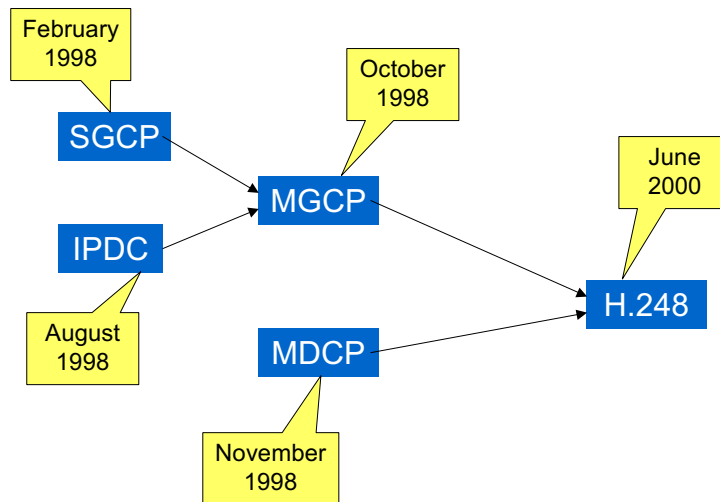 February
1998
SGCP
October
1998
MGCP
June
2000
IPDC
August
1998
H.248
MDCP
November
1998